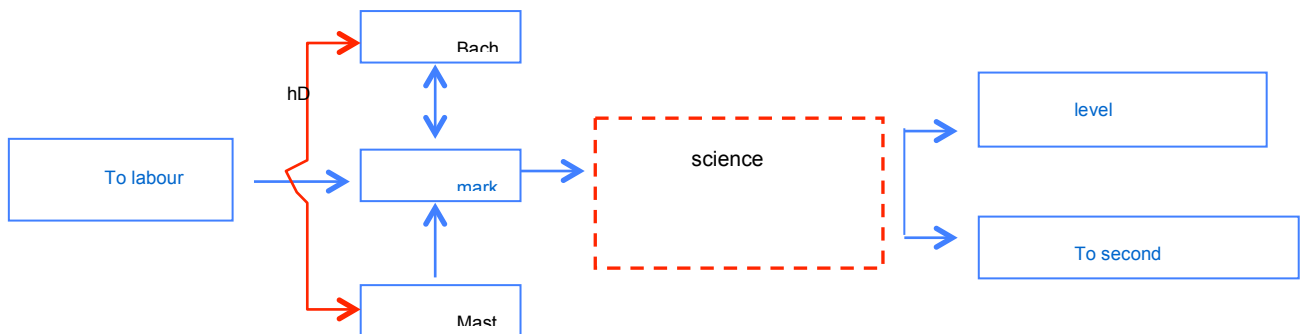 Bach
hD
level
science
To labour
mark
To second
Mast